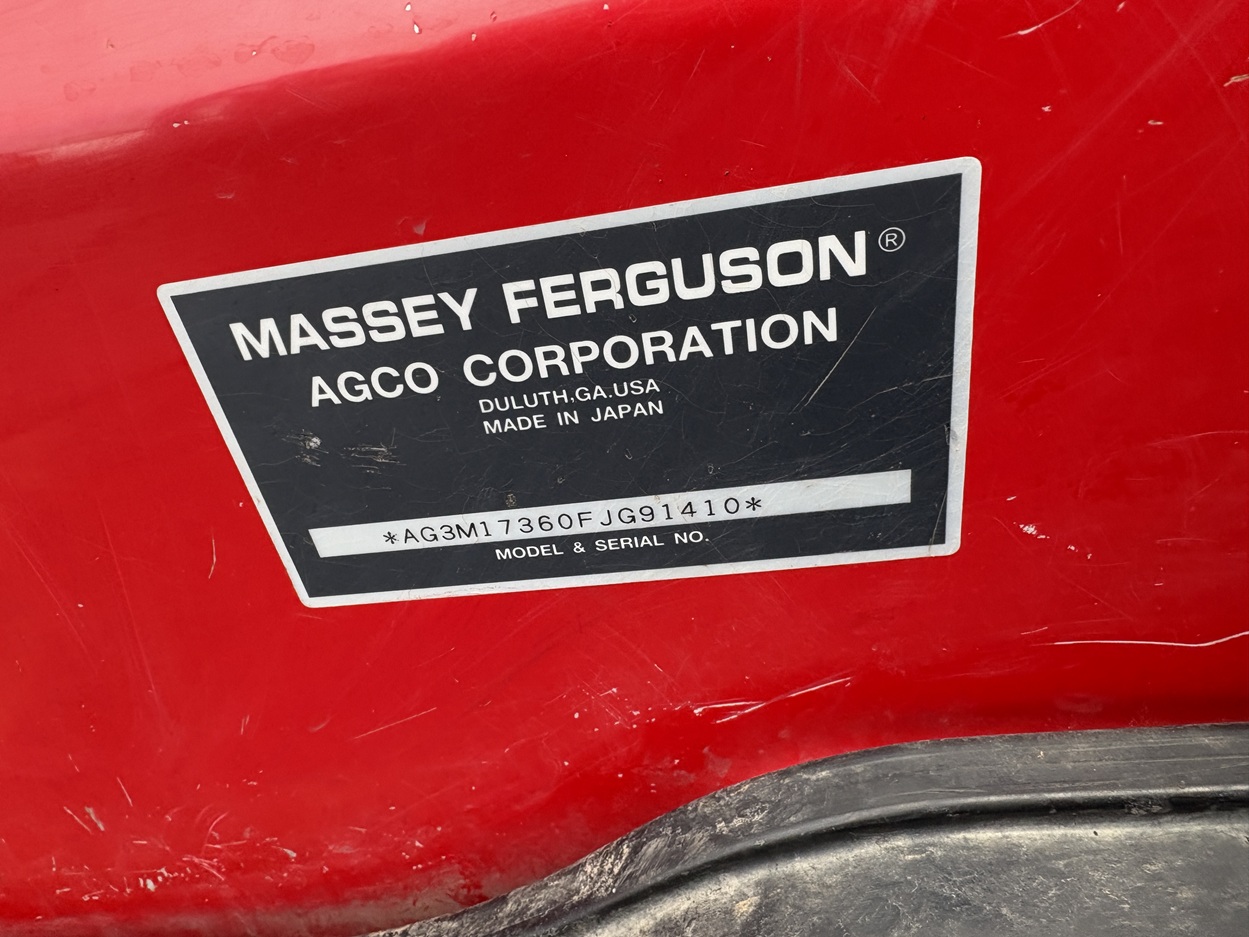 MASSEY FERGUSON®
AGCO CORPORATION
DULUTH,GA.USA
MADE IN JAPAN
*AG3M17360FJG91410*
MODEL & SERIAL NO.